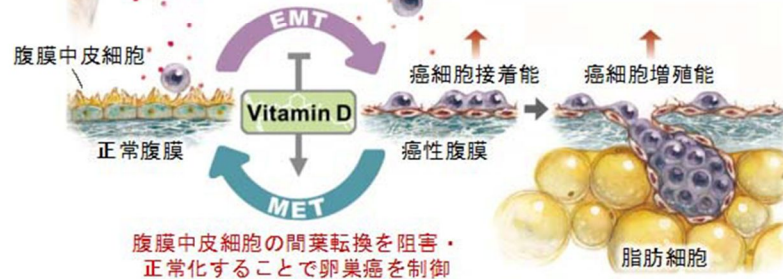 EMT
腹膜中皮細胞
癌細胞接着能
癌細胞増殖能
Vitamin D
正常腹膜
癌性腹膜
MET
腹膜中皮細胞の間葉転換を阻害・
正常化することで卵巣癌を制御
脂肪細胞